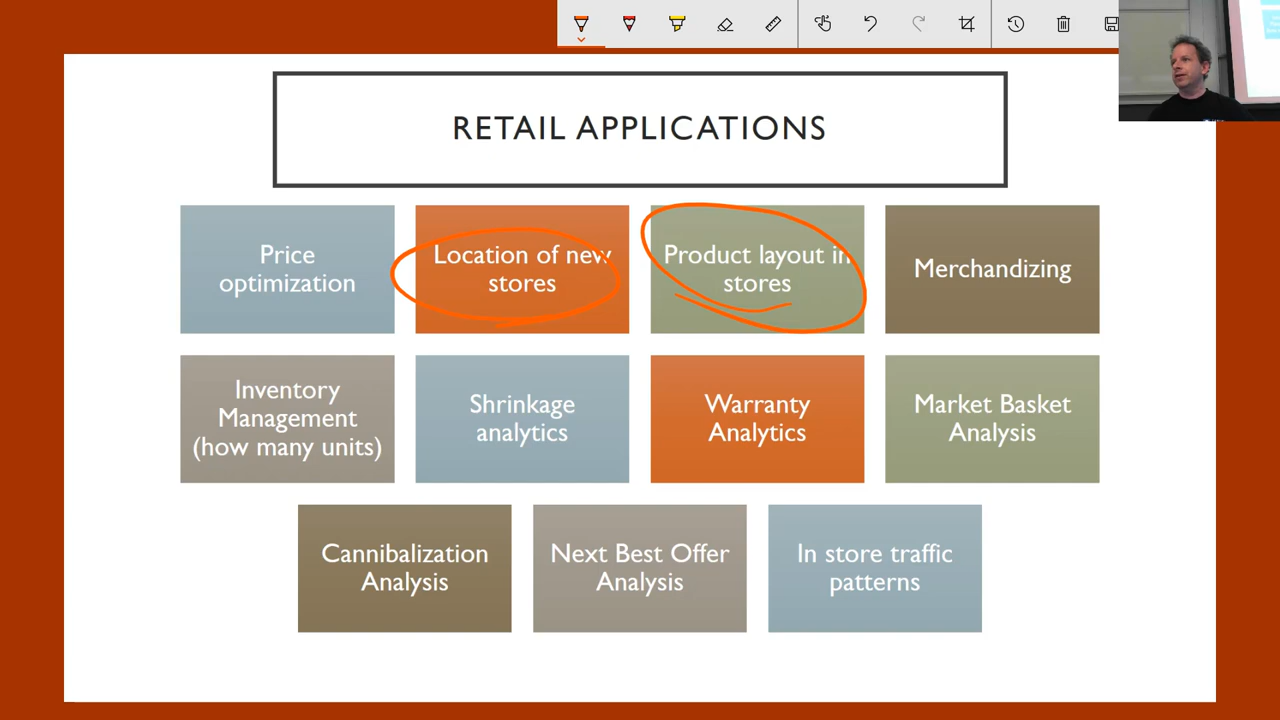 RETAIL APPLICATIONS
Price
optimization
Location of new
stores
Product layout in
stores
Merchandizing
Inventory
Management
(how many units)
Shrinkage
analytics
Warranty
Analytics
Market Basket
Analysis
Cannibalization
Analysis
Next Best Offer
Analysis
In store traffic
patterns